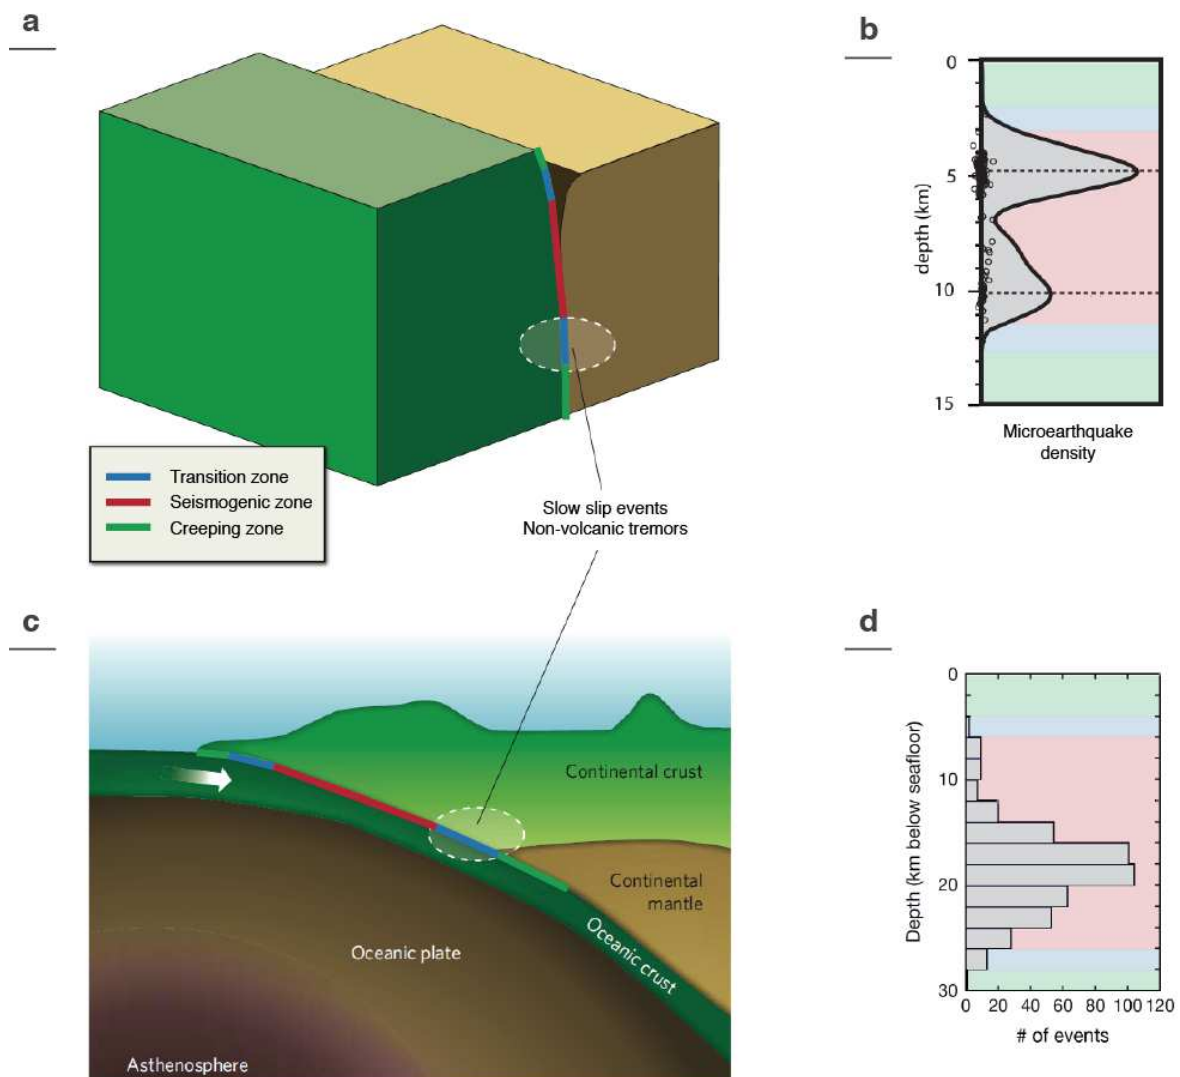 a
Transition zone
Seismogenic zone
Creeping zone
Slow slip events
Non-volcanic tremors
b
0
5
10
15
depth (km)
Microearthquake
density
c
Continental crust
Continental
mantle
Oceanic crust
Oceanic plate
Asthenosphere
d
0
10
20
30
Depth (km below seafloor)
0 20 40 60 80 100 120
# of events